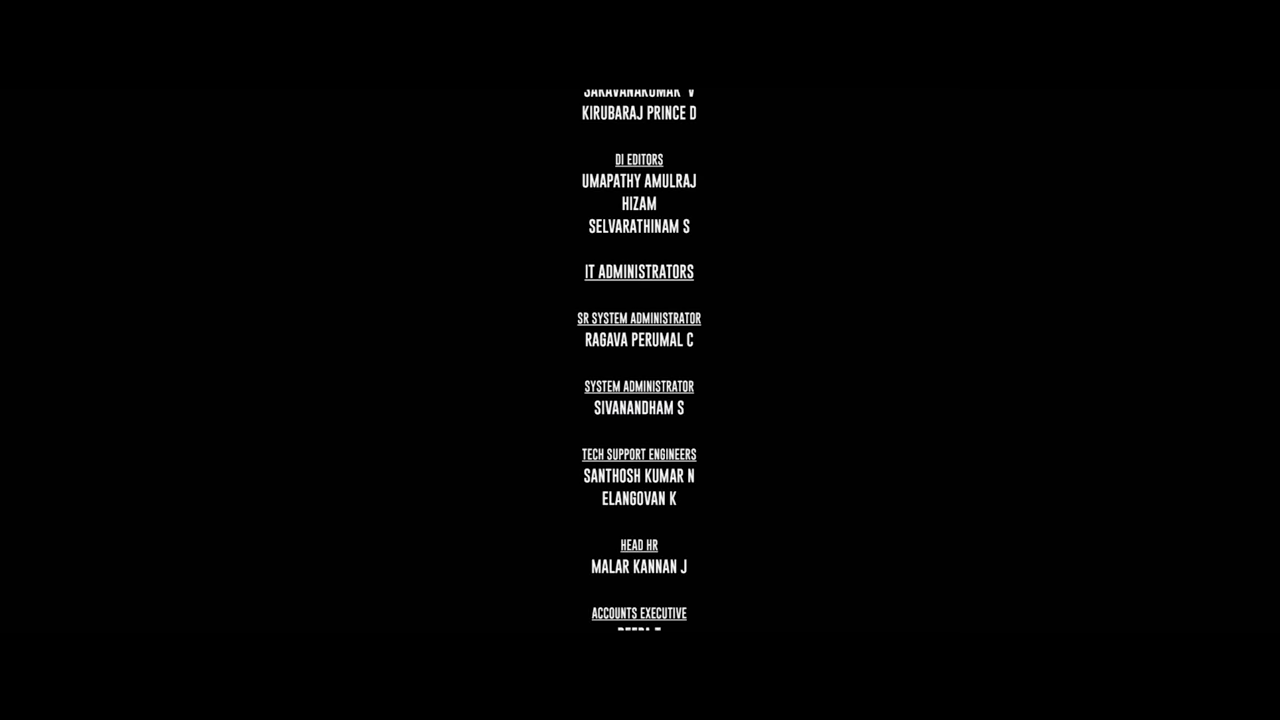 SARAVANAKUMAR V
KIRUBARAJ PRINCE D
DI EDITORS
UMAPATHY AMULRAJ
HIZAM
SELVARATHINAM S
IT ADMINISTRATORS
SR SYSTEM ADMINISTRATOR
RAGAVA PERUMAL C
SYSTEM ADMINISTRATOR
SIVANANDHAM S
TECH SUPPORT ENGINEERS
SANTHOSH KUMAR N
ELANGOVAN K
HEAD HR
MALAR KANNAN J
ACCOUNTS EXECUTIVE